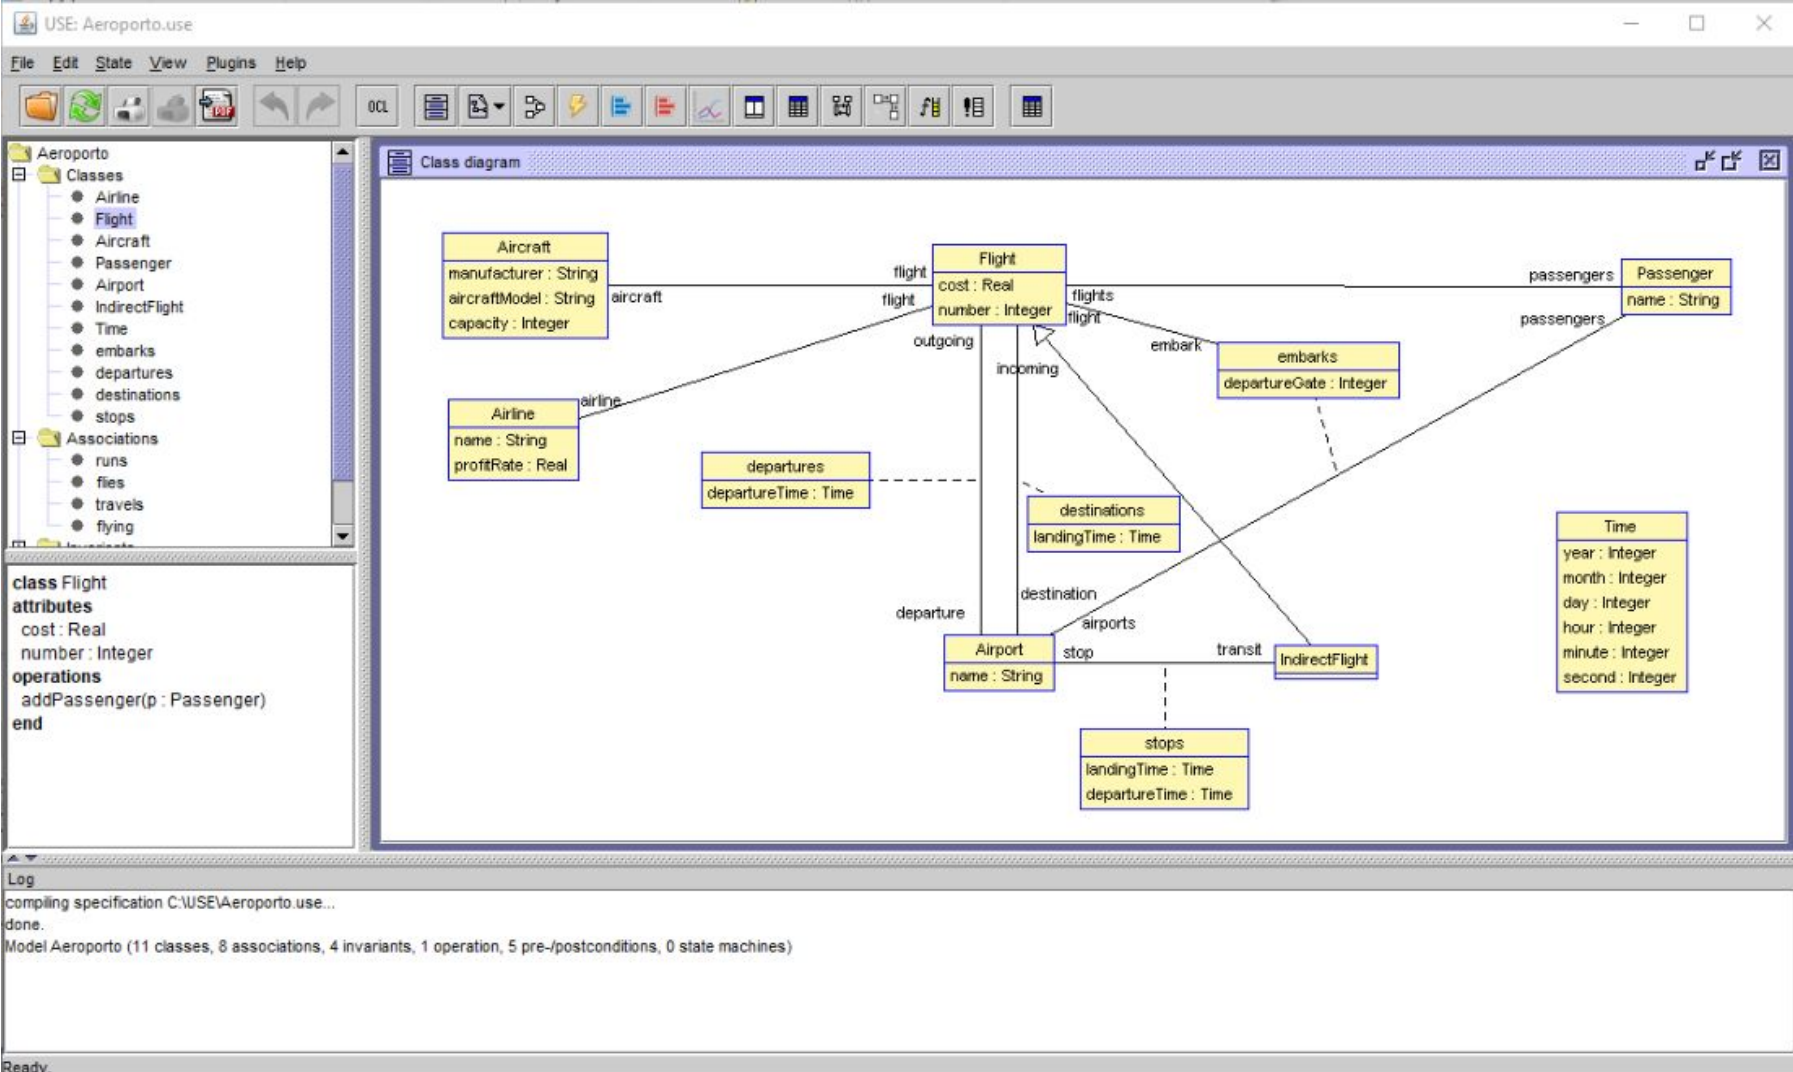 USE: Aeroporto.use
File Edit State View Plugins Help
OCL
Aeroporto
Classes
Airline
Flight
Aircraft
Passenger
Airport
IndirectFlight
Time
embarks
departures
destinations
stops
Associations
runs
flies
travels
flying
class Flight
attributes
cost : Real
number : Integer
operations
addPassenger(p : Passenger)
end
Class diagram
Aircraft
manufacturer : String
aircraftModel : String
capacity : Integer
aircraft
flight
flight
Flight
cost : Real
number : Integer
flights
flight
passengers
Passenger
name : String
passengers
outgoing
incoming
embark
embarks
departureGate : Integer
airline
Airline
name : String
profitRate : Real
departures
departureTime : Time
destinations
landingTime : Time
Time
year : Integer
month : Integer
day : Integer
hour : Integer
minute : Integer
second : Integer
destination
departure
airports
Airport
name : String
stop
transit
IndirectFlight
stops
landingTime : Time
departureTime : Time
Log
compiling specification C:\USE\Aeroporto.use...
done.
Model Aeroporto (11 classes, 8 associations, 4 invariants, 1 operation, 5 pre-/postconditions, 0 state machines)
Ready.